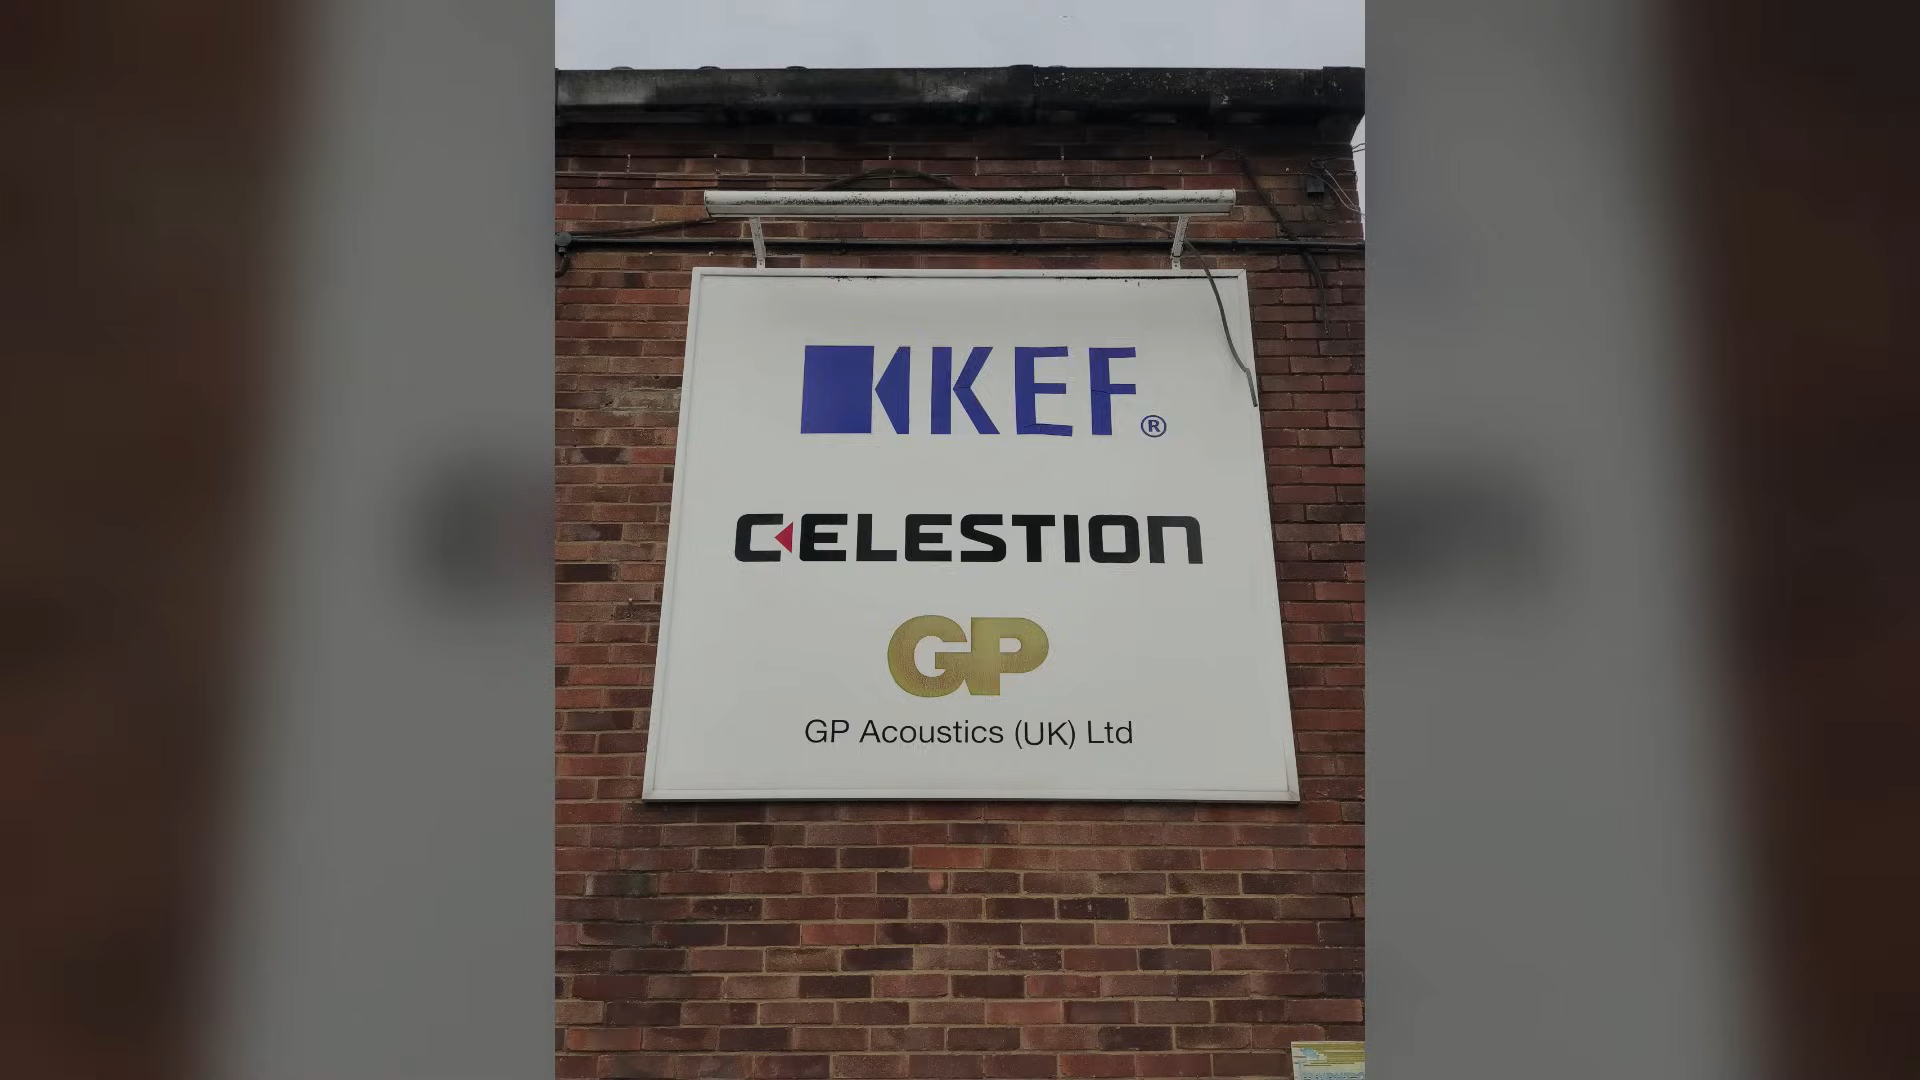 KEF®
CELESTION
GP
GP Acoustics (UK) Ltd